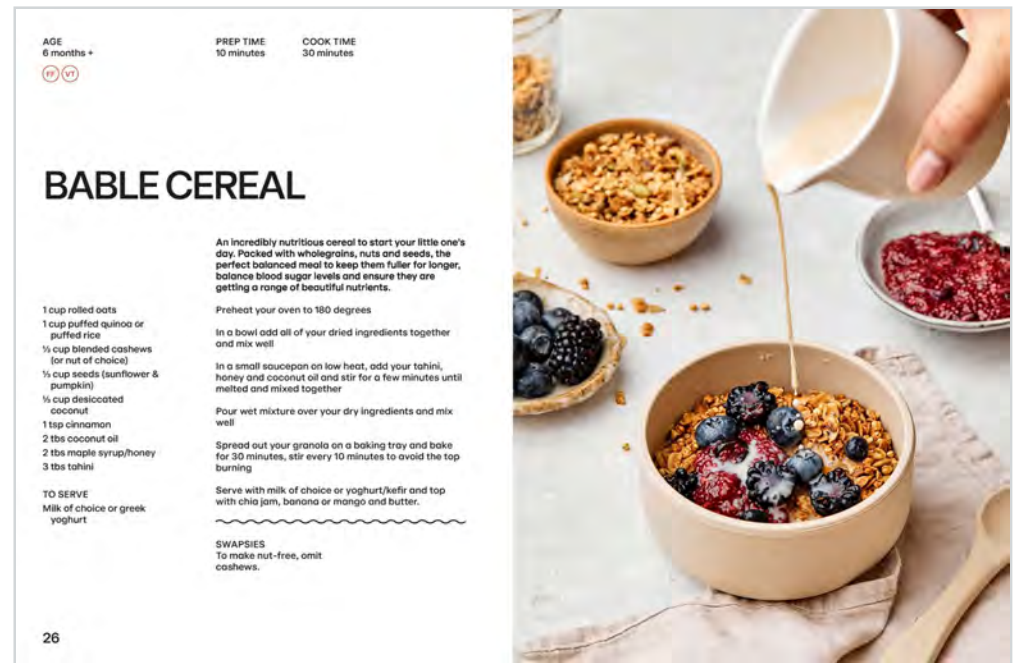 AGE
6 months +
PREP TIME
10 minutes
COOK TIME
30 minutes
FF VT
BABLE CEREAL
An incredibly nutritious cereal to start your little one's
day. Packed with wholegrains, nuts and seeds, the
perfect balanced meal to keep them fuller for longer,
balance blood sugar levels and ensure they are
getting a range of beautiful nutrients.
1 cup rolled oats
1 cup puffed quinoa or
puffed rice
⅓ cup blended cashews
(or nut of choice)
⅓ cup seeds (sunflower &
pumpkin)
⅓ cup desiccated
coconut
1 tsp cinnamon
2 tbs coconut oil
2 tbs maple syrup/honey
3 tbs tahini
TO SERVE
Milk of choice or greek
yoghurt
Preheat your oven to 180 degrees
In a bowl add all of your dried ingredients together
and mix well
In a small saucepan on low heat, add your tahini,
honey and coconut oil and stir for a few minutes until
melted and mixed together
Pour wet mixture over your dry ingredients and mix
well
Spread out your granola on a baking tray and bake
for 30 minutes, stir every 10 minutes to avoid the top
burning
Serve with milk of choice or yoghurt/kefir and top
with chia jam, banana or mango and butter.
SWAPSIES
To make nut-free, omit
cashews.
26